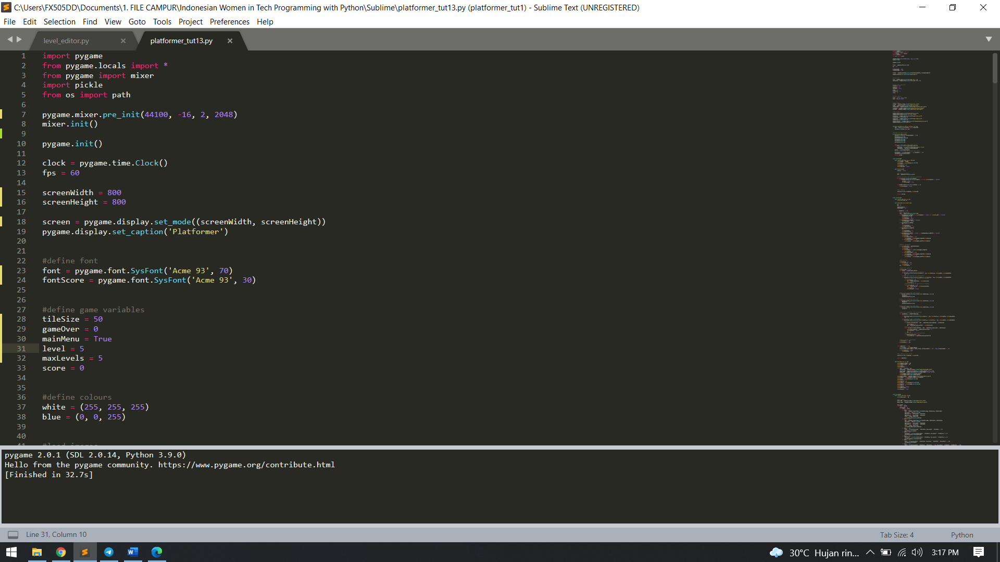 C:\Users\FX505DD\Documents\1. FILE CAMPUR\Indonesian Women in Tech Programming with Python\Sublime\platformer_tut13.py (platformer_tut1) - Sublime Text (UNREGISTERED)
File Edit Selection Find View Goto Tools Project Preferences Help
level_editor.py platformer_tut13.py
1 import pygame
2 from pygame.locals import *
3 from pygame import mixer
4 import pickle
5 from os import path
6
7 pygame.mixer.pre_init(44100, -16, 2, 2048)
8 mixer.init()
9
10 pygame.init()
11
12 clock = pygame.time.Clock()
13 fps = 60
14
15 screenWidth = 800
16 screenHeight = 800
17
18 screen = pygame.display.set_mode((screenWidth, screenHeight))
19 pygame.display.set_caption('Platformer')
20
21
22 #define font
23 font = pygame.font.SysFont('Acme 93', 70)
24 fontScore = pygame.font.SysFont('Acme 93', 30)
25
26
27 #define game variables
28 tileSize = 50
29 gameOver = 0
30 mainMenu = True
31 level = 5
32 maxLevels = 5
33 score = 0
34
35
36 #define colours
37 white = (255, 255, 255)
38 blue = (0, 0, 255)
39
40
41 #load images
pygame 2.0.1 (SDL 2.0.14, Python 3.9.0)
Hello from the pygame community. https://www.pygame.org/contribute.html
[Finished in 32.7s]
Line 31, Column 10 Tab Size: 4 Python
30°C Hujan rin... 3:17 PM